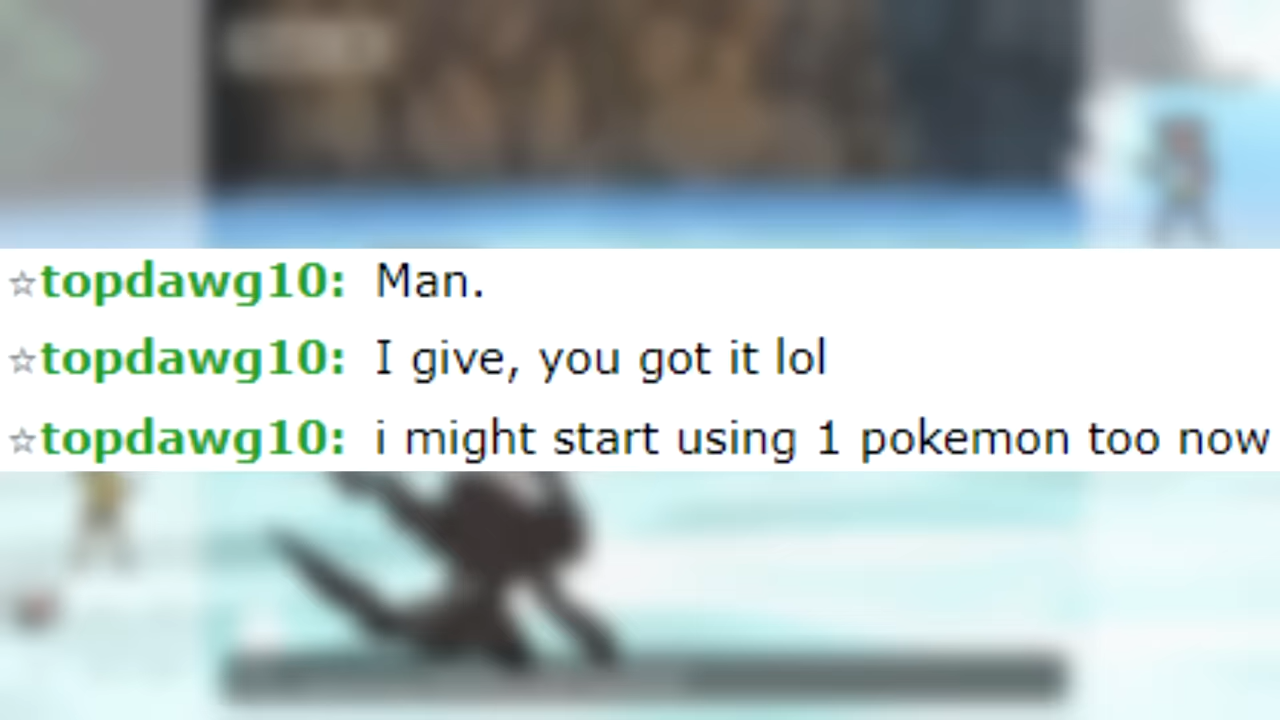 ☆topdawg10: Man.
☆topdawg10: I give, you got it lol
☆topdawg10: i might start using 1 pokemon too now